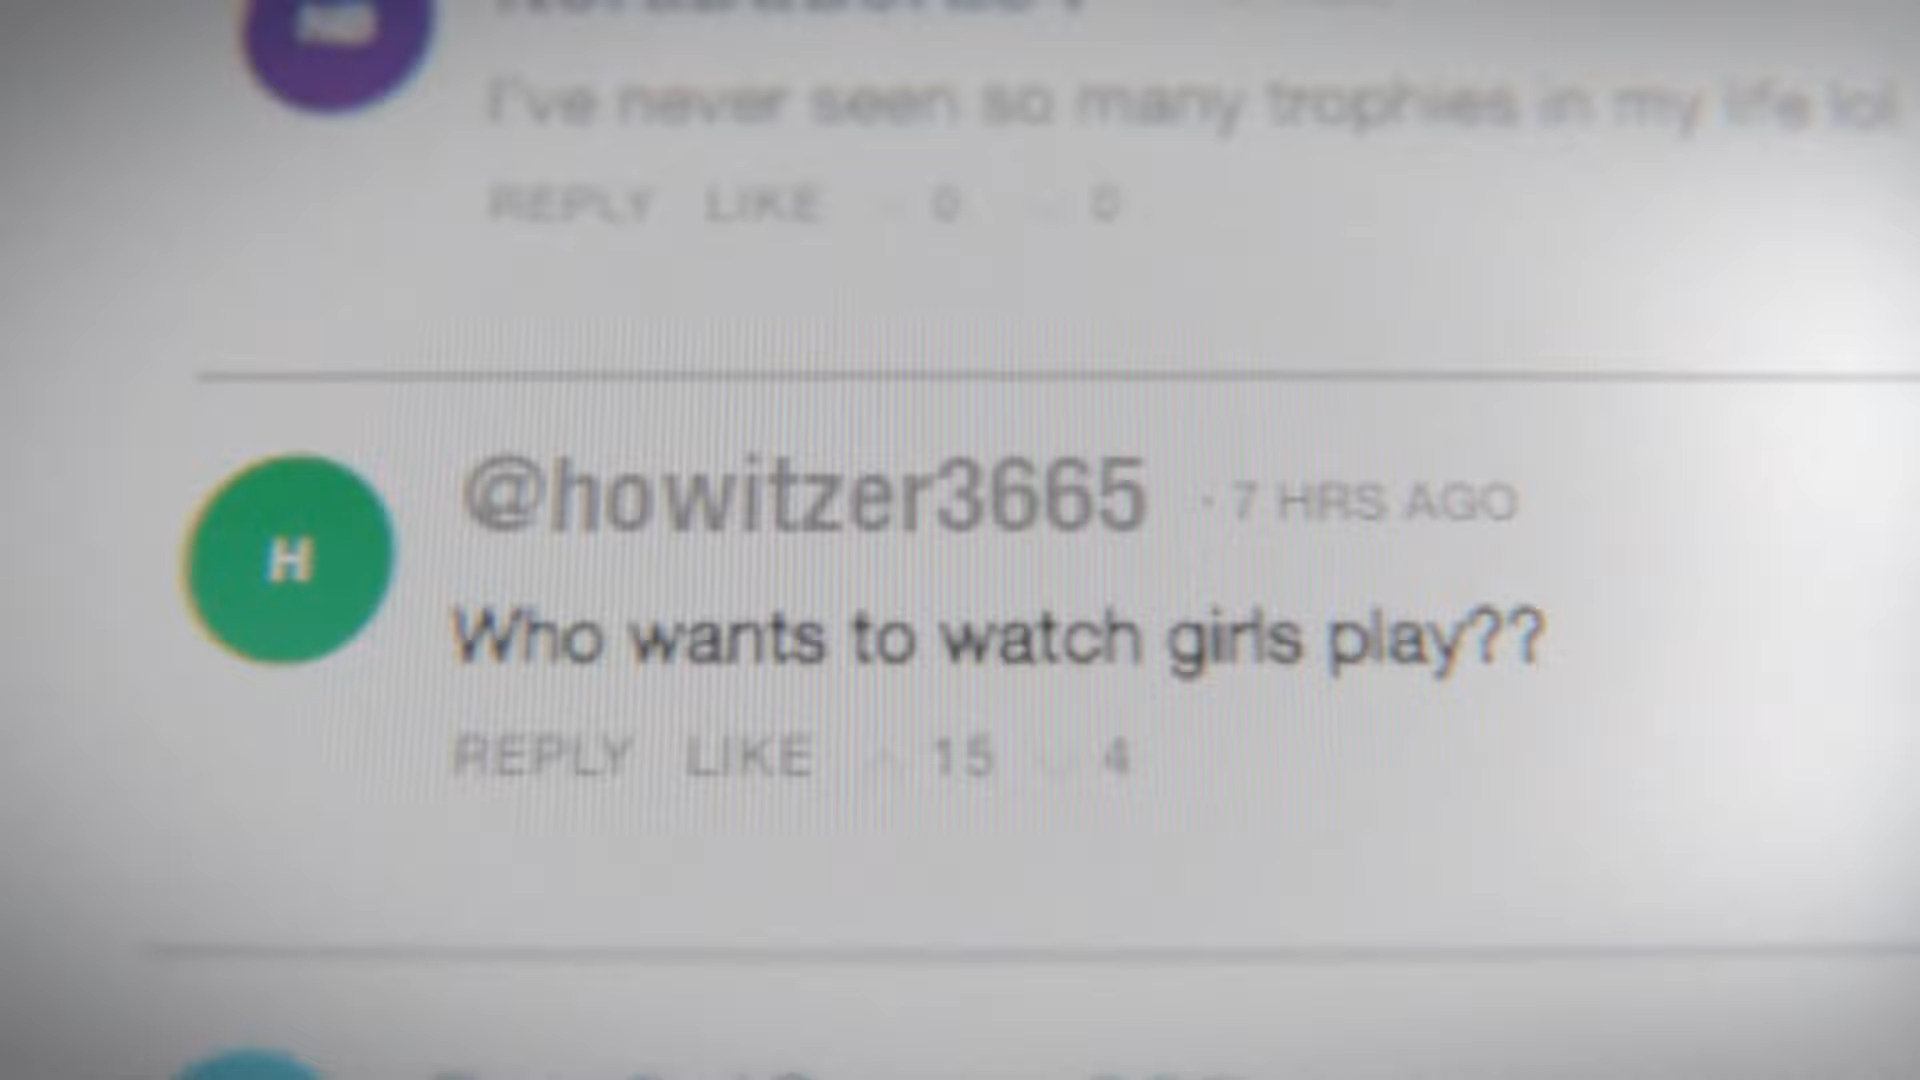 I've never seen so many trophies in my life lol
REPLY LIKE 0 0
H
@howitzer3665 · 7 HRS AGO
Who wants to watch girls play??
REPLY LIKE 15 4